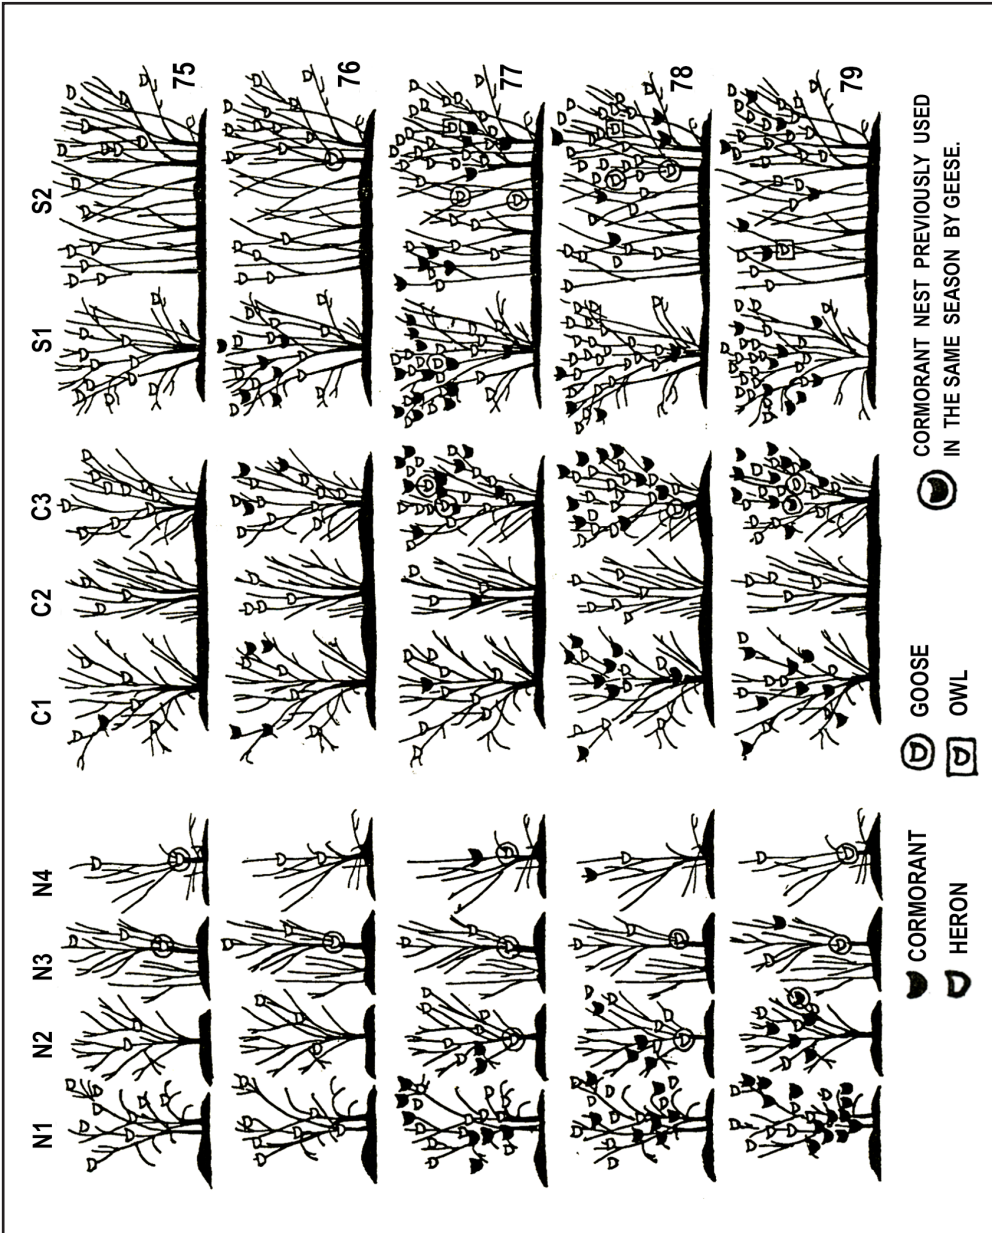 N1 N2 N3 N4 C1 C2 C3 S1 S2
75
76
77
78
79
CORMORANT
HERON
GOOSE
OWL
CORMORANT NEST PREVIOUSLY USED
IN THE SAME SEASON BY GEESE.